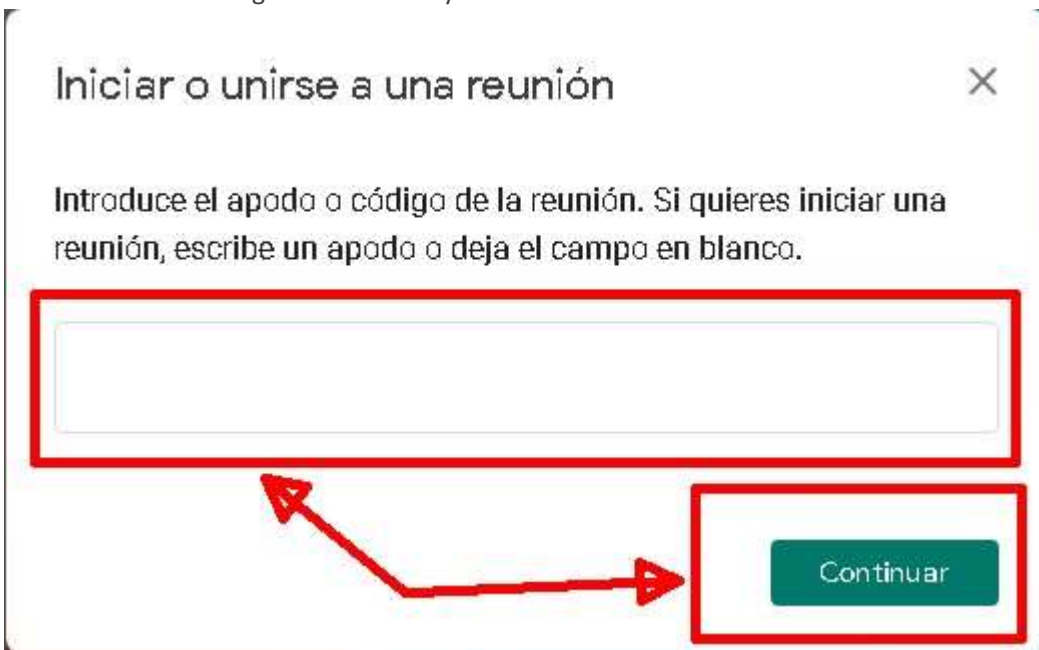 Iniciar o unirse a una reunión
Introduce el apodo o código de la reunión. Si quieres iniciar una
reunión, escribe un apodo o deja el campo en blanco.
Continuar